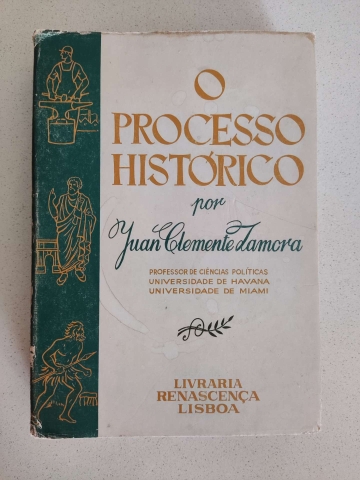 O
PROCESSO
HISTÓRICO
por
Juan Clemente Zamora
PROFESSOR DE CIÊNCIAS POLÍTICAS
UNIVERSIDADE DE HAVANA
UNIVERSIDADE DE MIAMI
LIVRARIA
RENASCENÇA
LISBOA